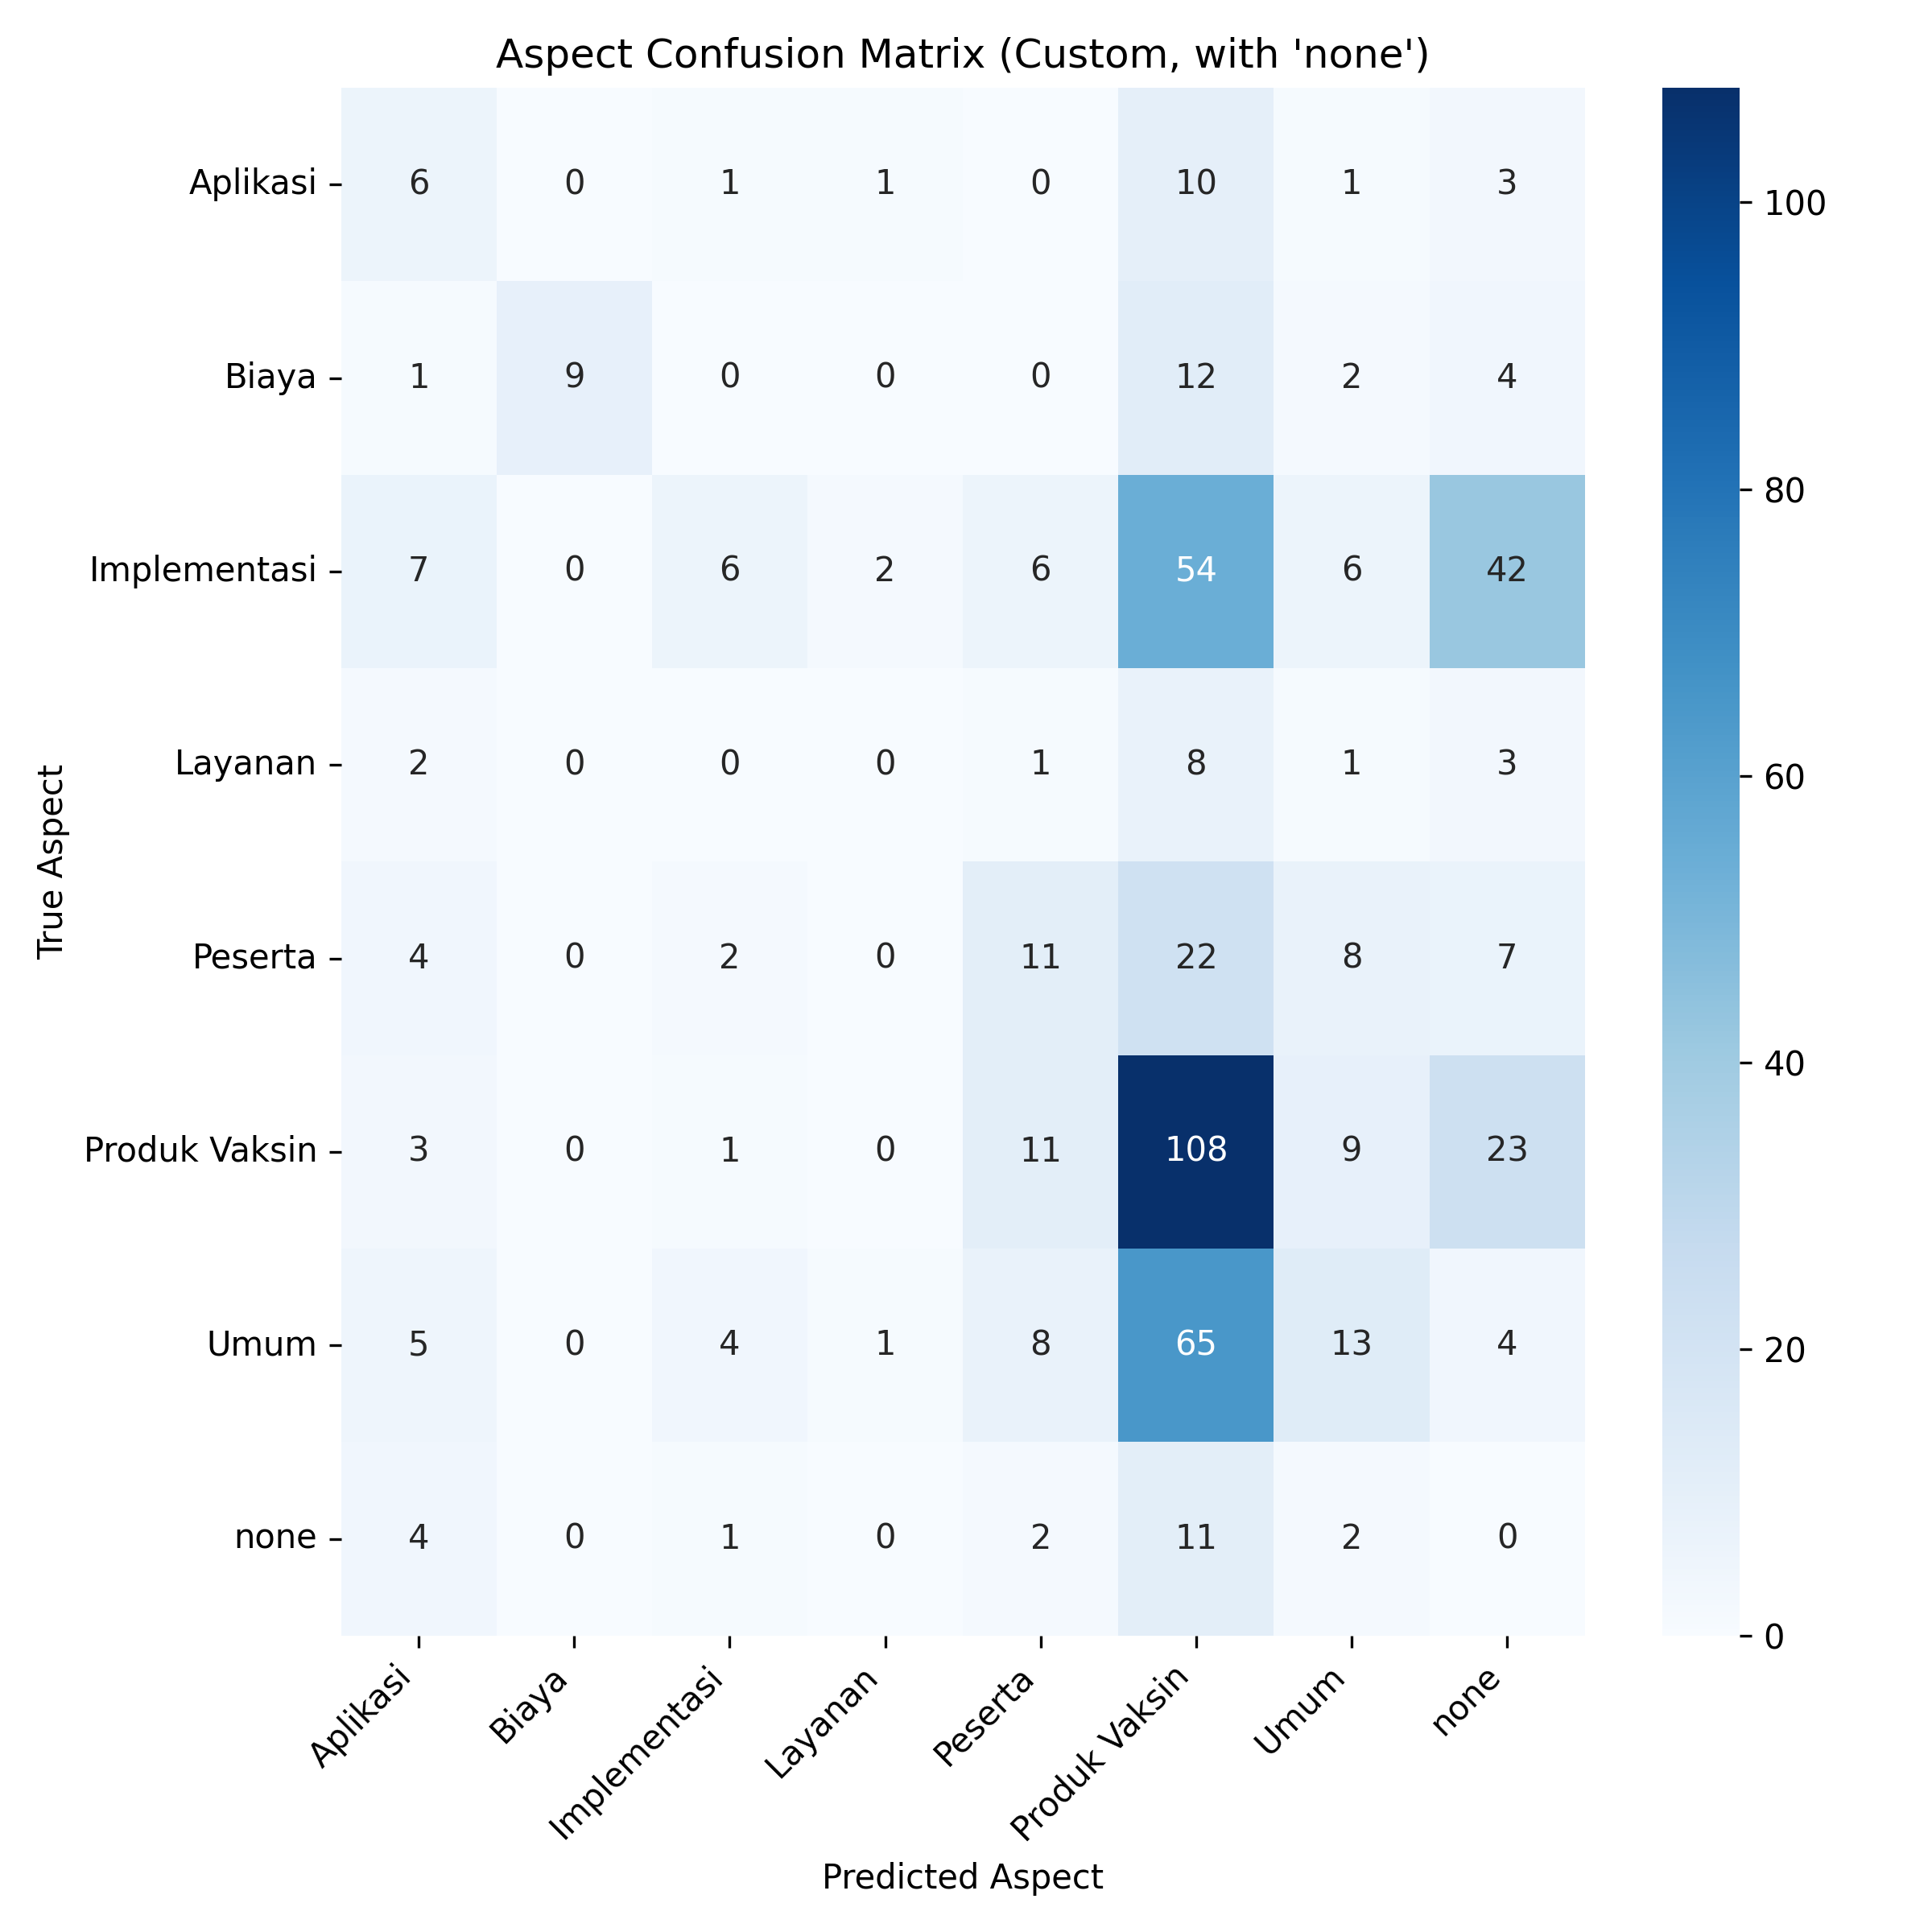 Aspect Confusion Matrix (Custom, with 'none')
True Aspect
Aplikasi 6 0 1 1 0 10 1 3
Biaya 1 9 0 0 0 12 2 4
Implementasi 7 0 6 2 6 54 6 42
Layanan 2 0 0 0 1 8 1 3
Peserta 4 0 2 0 11 22 8 7
Produk Vaksin 3 0 1 0 11 108 9 23
Umum 5 0 4 1 8 65 13 4
none 4 0 1 0 2 11 2 0
Aplikasi Biaya Implementasi Layanan Peserta Produk Vaksin Umum none
Predicted Aspect
100
80
60
40
20
0